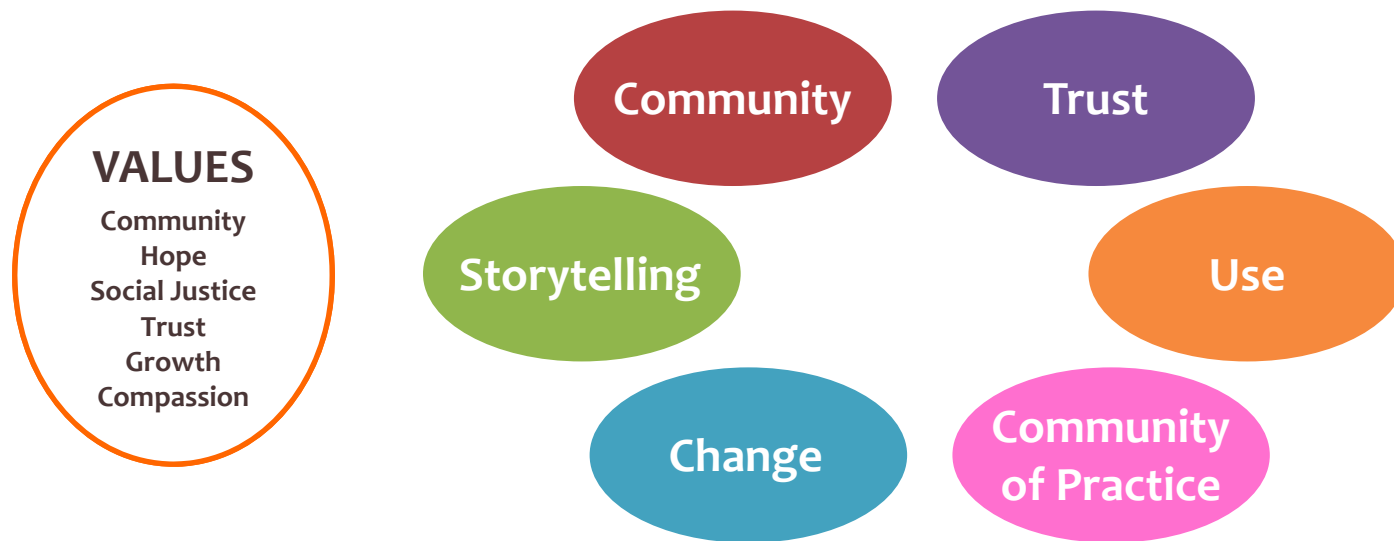 VALUES
Community
Hope
Social Justice
Trust
Growth
Compassion
Community
Trust
Storytelling
Use
Change
Community
of Practice